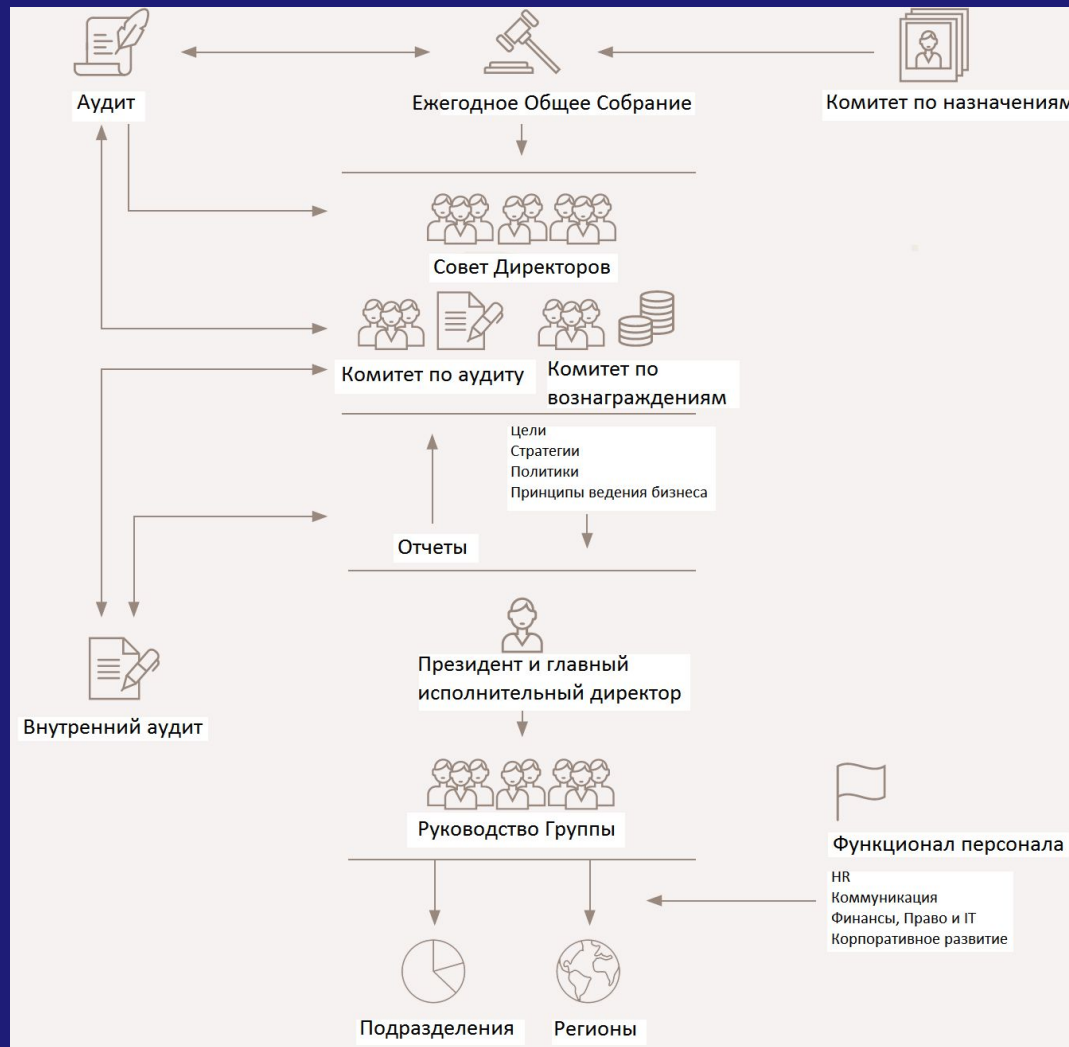 Аудит
Ежегодное Общее Собрание
Комитет по назначениям
Совет Директоров
Комитет по аудиту
Комитет по
вознаграждениям
Цели
Стратегии
Политики
Принципы ведения бизнеса
Отчеты
Президент и главный
исполнительный директор
Внутренний аудит
Руководство Группы
Функционал персонала
HR
Коммуникация
Финансы, Право и IT
Корпоративное развитие
Подразделения
Регионы